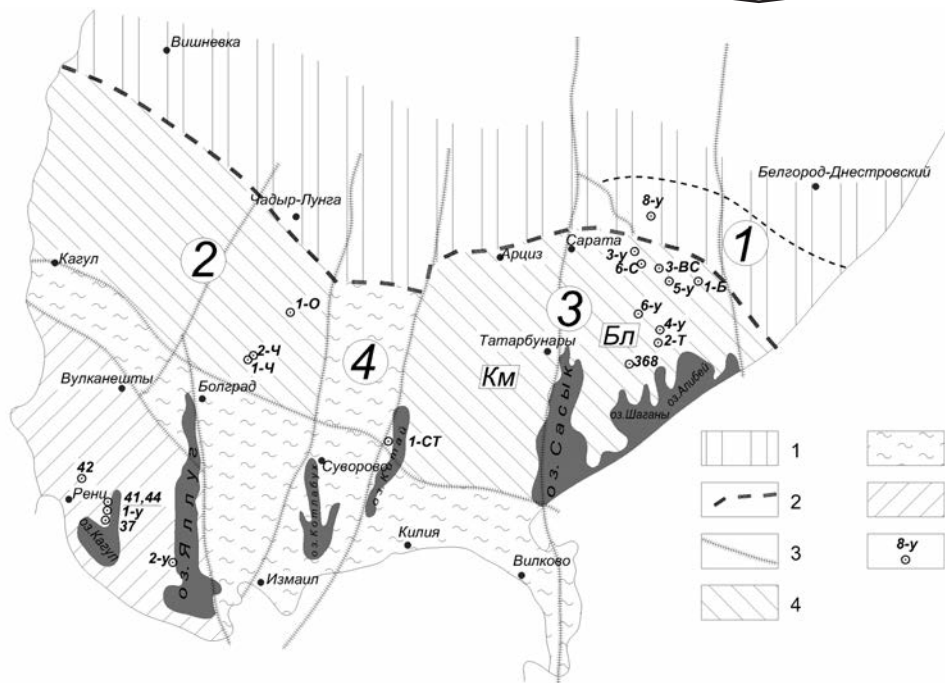 Вишневка
Белгород-Днестровский
8-у
Чадыр-Лунга
1
Сарата
3-у
Арциз
6-С
3-ВС
Кагул
2
5-у
1-Б
1-О
3
6-у
4-у
Бл
2-Т
2-Ч
4
Татарбунары
1-Ч
368
Км
Вулканешты
Болград
оз.Алибей
оз.Шаганы
оз. Сасык
1-СТ
1
Суворово
оз. Китай
42
Рени
41,44
2
1-у
оз.Котлабух
37
оз. Ялпуг
оз.Кагул
Килия
8-у
3
2-у
Измаил
Вилково
4